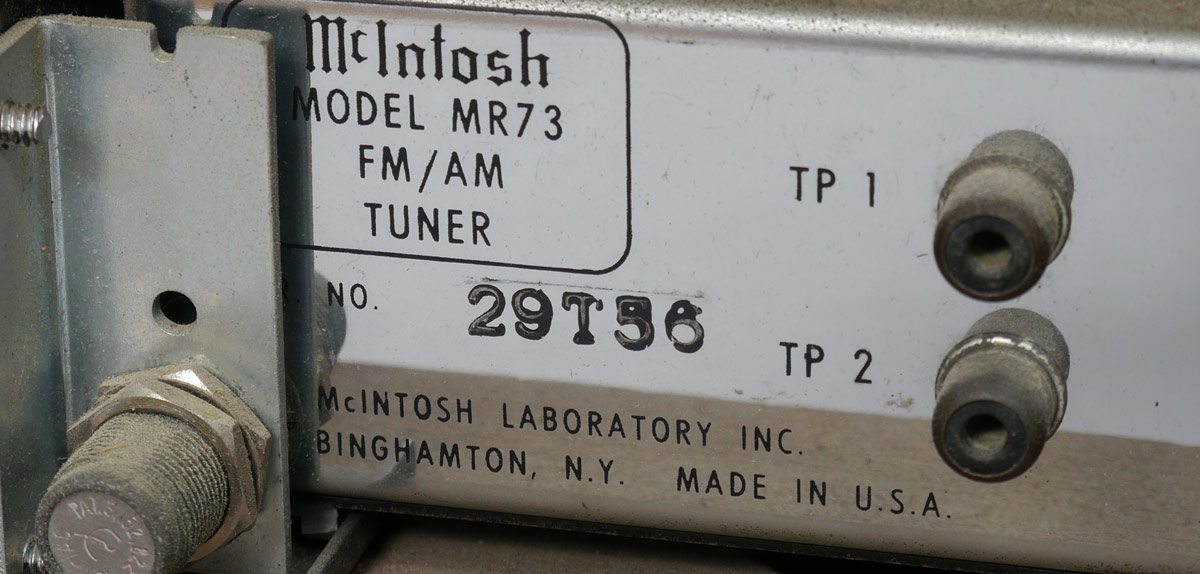 McIntosh
MODEL MR73
FM/AM
TUNER
NO.
29T56
TP 1
TP 2
McINTOSH LABORATORY INC.
BINGHAMTON, N.Y. MADE IN U.S.A.